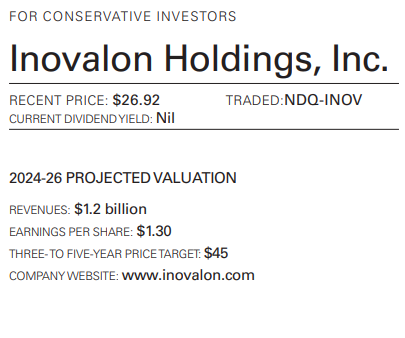 FOR CONSERVATIVE INVESTORS
Inovalon Holdings, Inc.
RECENT PRICE: $26.92 TRADED:NDQ-INOV
CURRENT DIVIDEND YIELD: Nil
2024-26 PROJECTED VALUATION
REVENUES: $1.2 billion
EARNINGS PER SHARE: $1.30
THREE- TO FIVE-YEAR PRICE TARGET: $45
COMPANY WEBSITE: www.inovalon.com